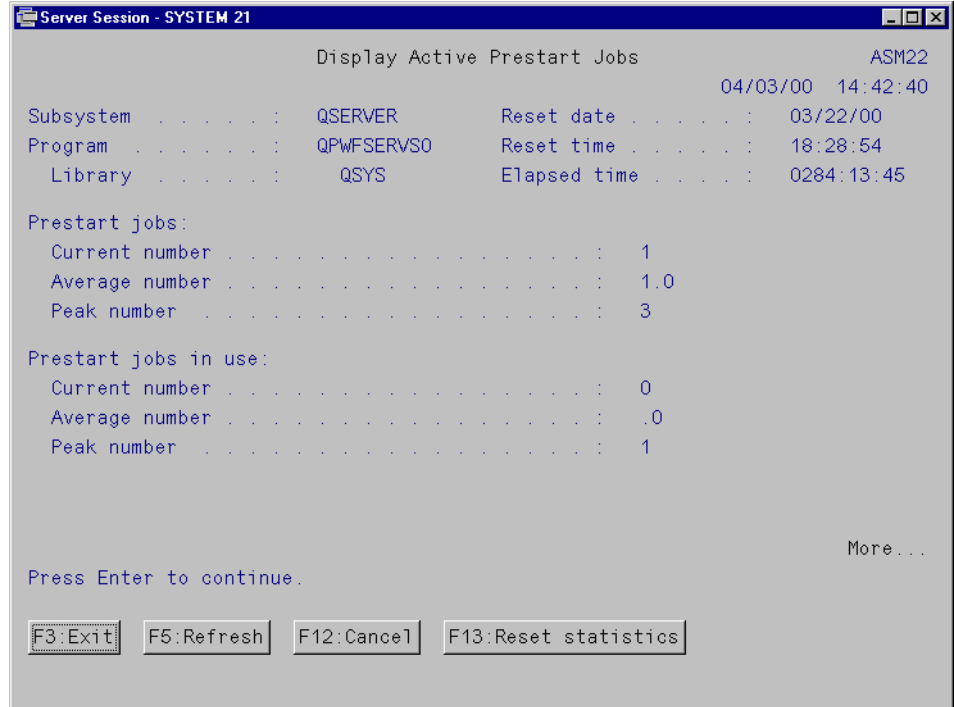 Server Session - SYSTEM 21
Display Active Prestart Jobs ASM22
04/03/00 14:42:40
Subsystem . . . . . : QSERVER Reset date . . . . . : 03/22/00
Program . . . . . . : QPWFSERVSO Reset time . . . . . : 18:28:54
Library . . . . . : QSYS Elapsed time . . . . : 0284:13:45
Prestart jobs:
Current number . . . . . . . . . . . . . . . . . : 1
Average number . . . . . . . . . . . . . . . . . : 1.0
Peak number . . . . . . . . . . . . . . . . . . : 3
Prestart jobs in use:
Current number . . . . . . . . . . . . . . . . . : 0
Average number . . . . . . . . . . . . . . . . . : .0
Peak number . . . . . . . . . . . . . . . . . . : 1
More...
Press Enter to continue.
F3:Exit F5:Refresh F12:Cancel F13:Reset statistics